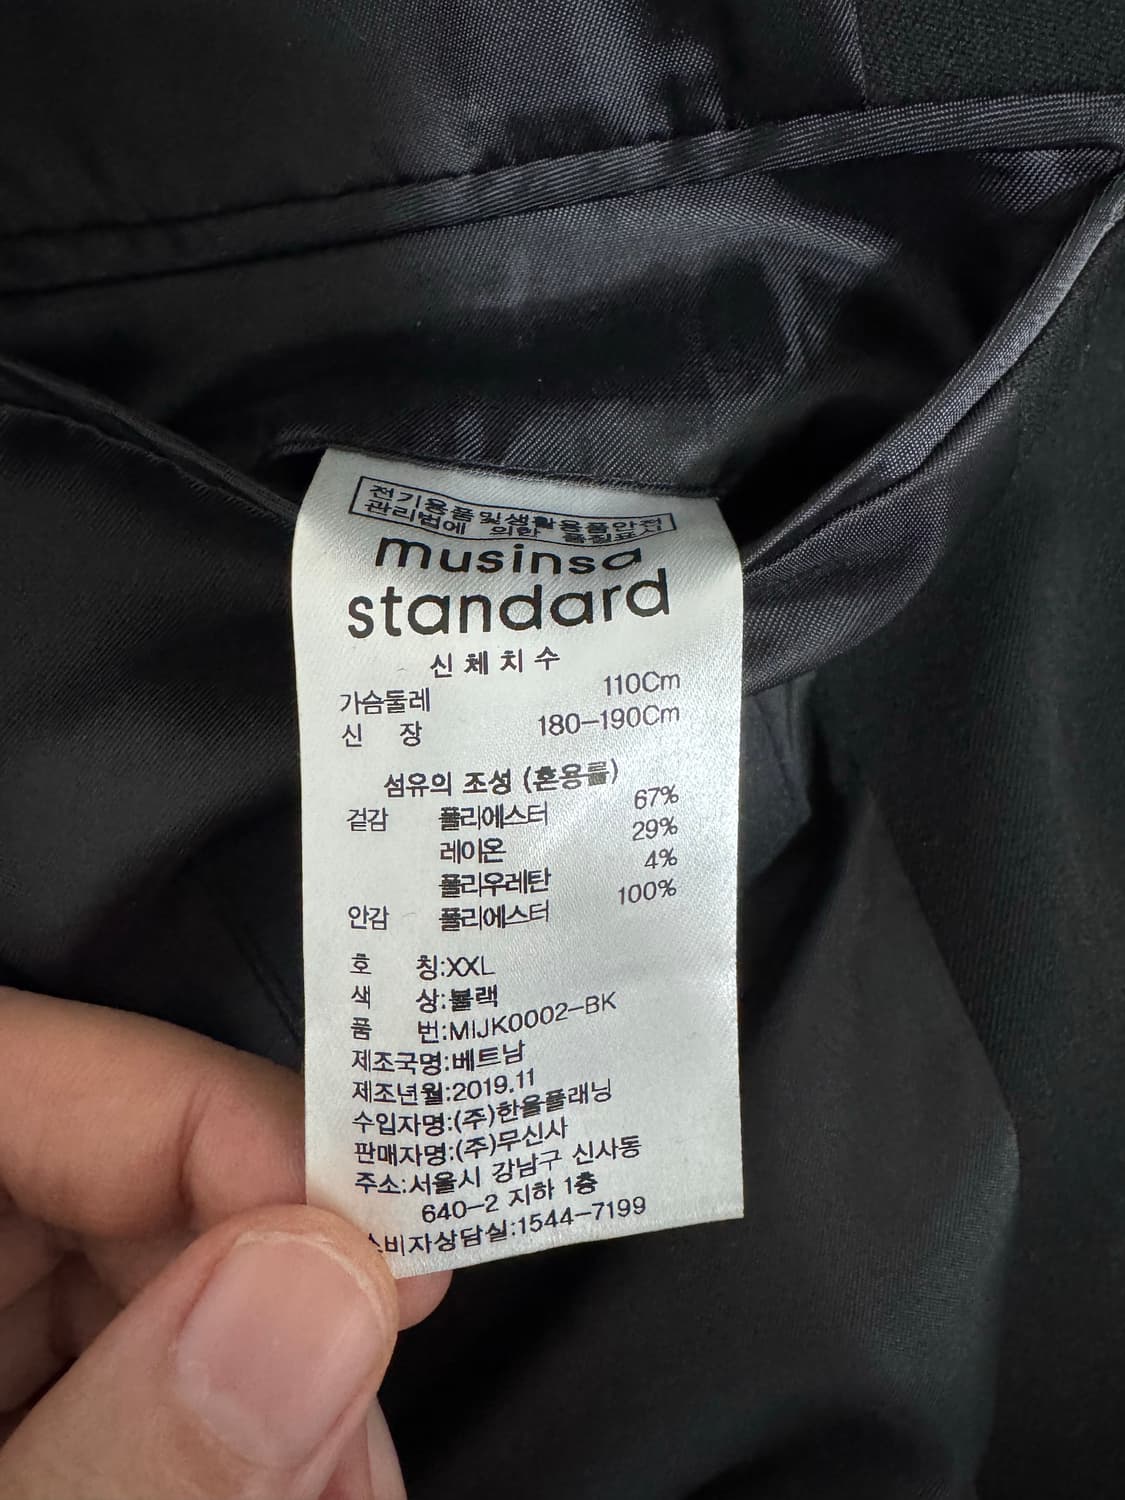 전기용품및생활용품안전
관리법에 의한 품질표시
musinsa
standard
신체치수
가슴둘레 110Cm
신 장 180-190Cm
섬유의 조성 (혼용률)
겉감 폴리에스터 67%
레이온 29%
폴리우레탄 4%
안감 폴리에스터 100%
호 칭:XXL
색 상:블랙
품 번:MIJK0002-BK
제조국명:베트남
제조년월:2019.11
수입자명:(주)한올플래닝
판매자명:(주)무신사
주소:서울시 강남구 신사동
640-2 지하 1층
소비자상담실:1544-7199